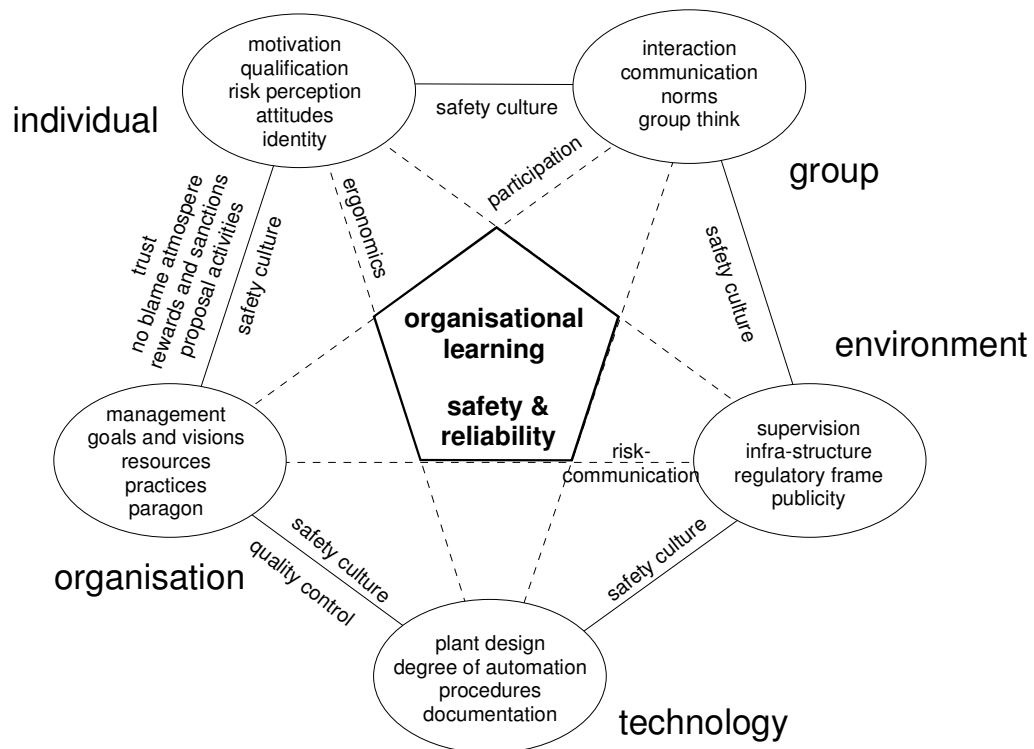 motivation
qualification
risk perception
attitudes
identity
individual
interaction
communication
norms
group think
group
safety culture
participation
ergonomics
trust
no blame atmospere
rewards and sanctions
proposal activities
safety culture
safety culture
organisational
learning
safety &
reliability
environment
management
goals and visions
resources
practices
paragon
organisation
risk-
communication
supervision
infra-structure
regulatory frame
publicity
safety culture
quality control
safety culture
plant design
degree of automation
procedures
documentation
technology